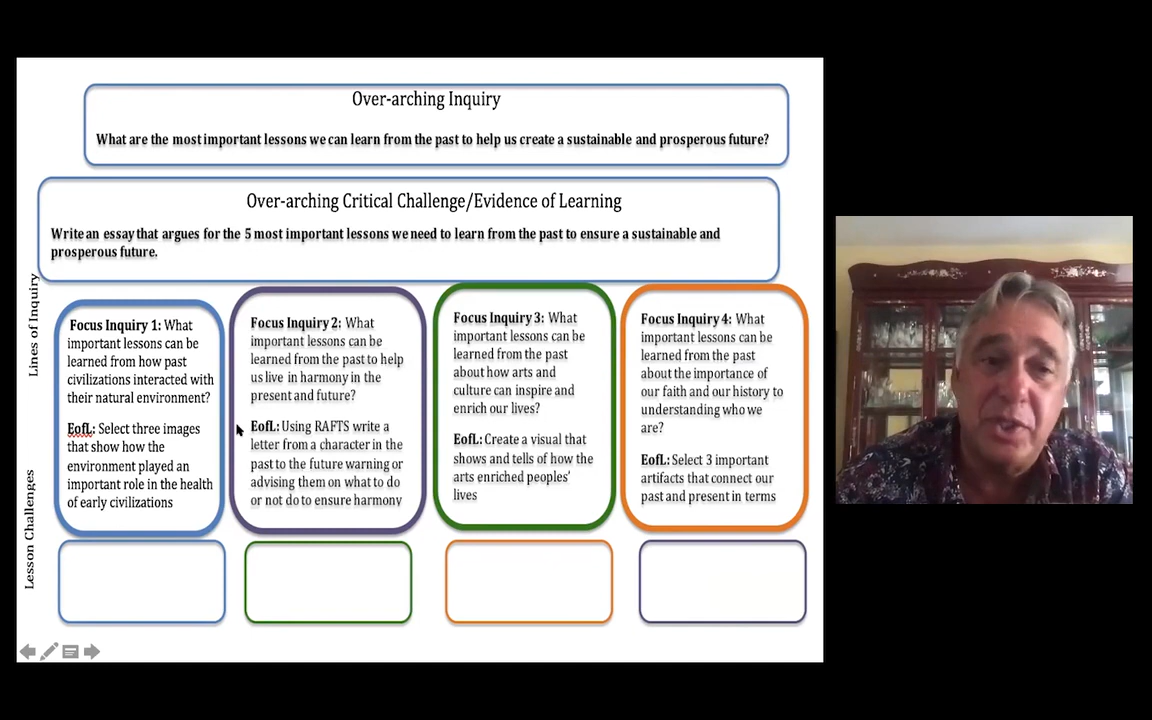 Over-arching Inquiry
What are the most important lessons we can learn from the past to help us create a sustainable and prosperous future?
Over-arching Critical Challenge/Evidence of Learning
Write an essay that argues for the 5 most important lessons we need to learn from the past to ensure a sustainable and
prosperous future.
Lines of Inquiry
Focus Inquiry 1: What
important lessons can be
learned from how past
civilizations interacted with
their natural environment?
EofL: Select three images
that show how the
environment played an
important role in the health
of early civilizations
Focus Inquiry 2: What
important lessons can be
learned from the past to help
us live in harmony in the
present and future?
EofL: Using RAFTS write a
letter from a character in the
past to the future warning or
advising them on what to do
or not do to ensure harmony
Focus Inquiry 3: What
important lessons can be
learned from the past
about how arts and
culture can inspire and
enrich our lives?
EofL: Create a visual that
shows and tells of how the
arts enriched peoples'
lives
Focus Inquiry 4: What
important lessons can be
learned from the past
about the importance of
our faith and our history to
understanding who we
are?
EofL: Select 3 important
artifacts that connect our
past and present in terms
Lesson Challenges